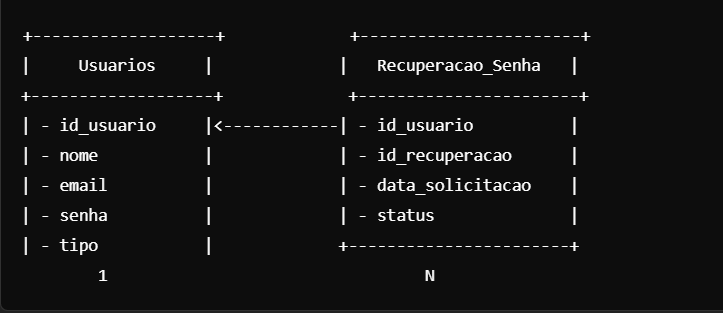 +-------------------+             +-----------------------+
|     Usuarios     |             |   Recuperacao_Senha   |
+-------------------+             +-----------------------+
| - id_usuario     |<------------| - id_usuario          |
| - nome           |             | - id_recuperacao      |
| - email          |             | - data_solicitacao    |
| - senha          |             | - status              |
| - tipo           |             +-----------------------+
        1                                 N